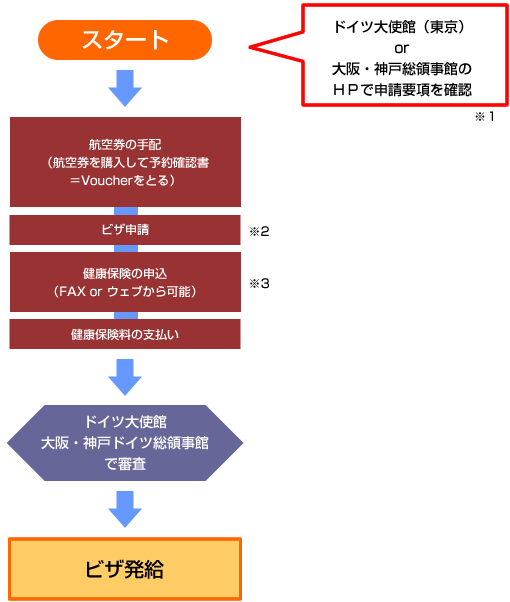 スタート
ドイツ大使館（東京）
or
大阪・神戸総領事館の
ＨＰで申請要項を確認
※１
航空券の手配
（航空券を購入して予約確認書
＝Voucherをとる）
ビザ申請
※2
健康保険の申込
（FAX or ウェブから可能）
※3
健康保険料の支払い
ドイツ大使館
大阪・神戸ドイツ総領事館
で審査
ビザ発給